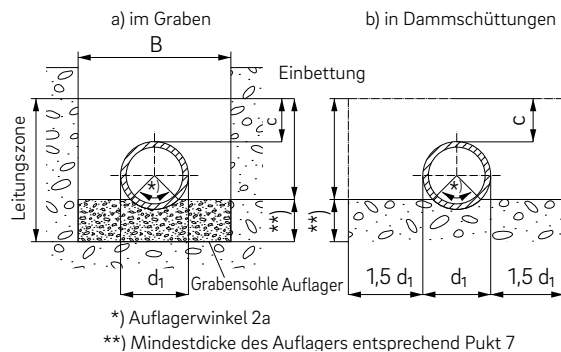 a) im Graben
b) in Dammschüttungen
B
Einbettung
Leitungszone
c
c
*)
*)
**)
**)
d₁
Grabensohle Auflager
1,5 d₁
d₁
1,5 d₁
*) Auflagerwinkel 2a
**) Mindestdicke des Auflagers entsprechend Pukt 7